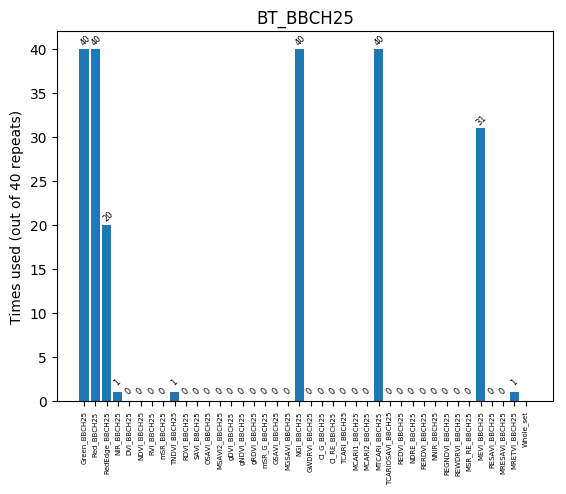 BT_BBCH25
Times used (out of 40 repeats)
40
35
30
25
20
15
10
5
0
40
40
20
1
0
0
0
0
1
0
0
0
0
0
0
0
0
0
0
40
0
0
0
0
0
0
40
0
0
0
0
0
0
0
0
31
0
0
1
Green_BBCH25
Red_BBCH25
RedEdge_BBCH25
NIR_BBCH25
DVI_BBCH25
NDVI_BBCH25
RVI_BBCH25
mSR_BBCH25
TNDVI_BBCH25
RDVI_BBCH25
SAVI_BBCH25
OSAVI_BBCH25
MSAVI2_BBCH25
gDVI_BBCH25
gNDVI_BBCH25
gRDVI_BBCH25
mSR_G_BBCH25
GSAVI_BBCH25
MGSAVI_BBCH25
NGI_BBCH25
GWDRVI_BBCH25
CI_G_BBCH25
CI_RE_BBCH25
TCARI_BBCH25
MCARI1_BBCH25
MCARI2_BBCH25
MTCARI_BBCH25
TCARIOSAVI_BBCH25
REDVI_BBCH25
NDRE_BBCH25
RERDVI_BBCH25
NNIR_BBCH25
REGNDVI_BBCH25
REWDRVI_BBCH25
MSR_RE_BBCH25
MEVI_BBCH25
RESAVI_BBCH25
MRESAVI_BBCH25
MRETVI_BBCH25
Whole_set